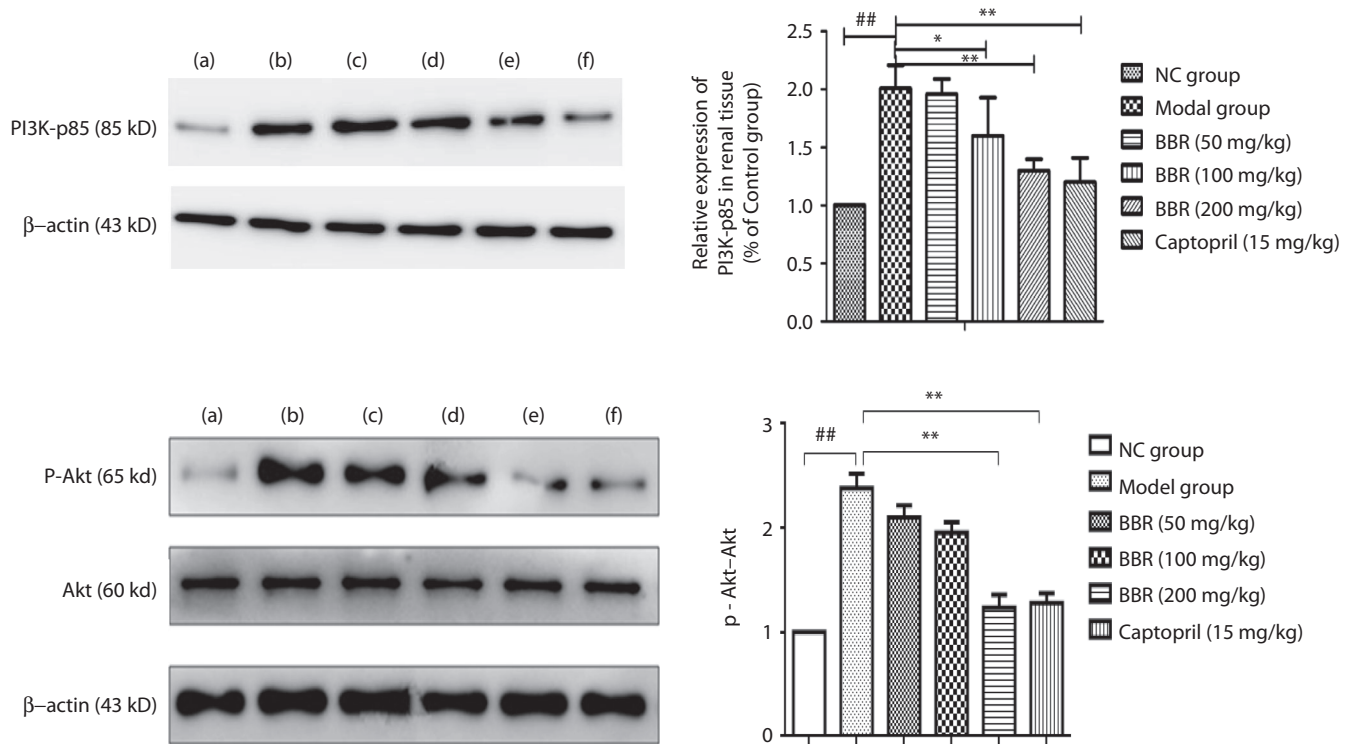 (a) (b) (c) (d) (e) (f)
PI3K-p85 (85 kD)
β–actin (43 kD)
Relative expression of
PI3K-p85 in renal tissue
(% of Control group)
2.5
2.0
1.5
1.0
0.5
0.0
##
**
*
**
NC group
Modal group
BBR (50 mg/kg)
BBR (100 mg/kg)
BBR (200 mg/kg)
Captopril (15 mg/kg)
(a) (b) (c) (d) (e) (f)
P-Akt (65 kd)
Akt (60 kd)
β–actin (43 kD)
p - Akt–Akt
3
2
1
0
##
**
**
NC group
Model group
BBR (50 mg/kg)
BBR (100 mg/kg)
BBR (200 mg/kg)
Captopril (15 mg/kg)